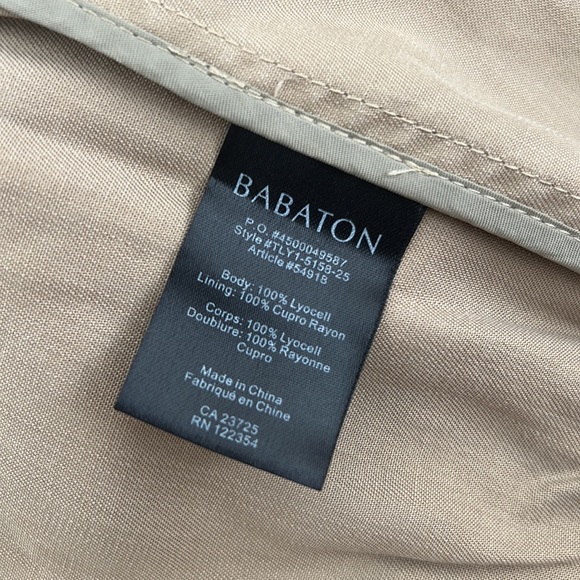 BABATON
P.O. #4500049587
Style #TLY1-5158-25
Article #54918
Body: 100% Lyocell
Lining: 100% Cupro Rayon
Corps: 100% Lyocell
Doublure: 100% Rayonne
Cupro
Made in China
Fabriqué en Chine
CA 23725
RN 122354